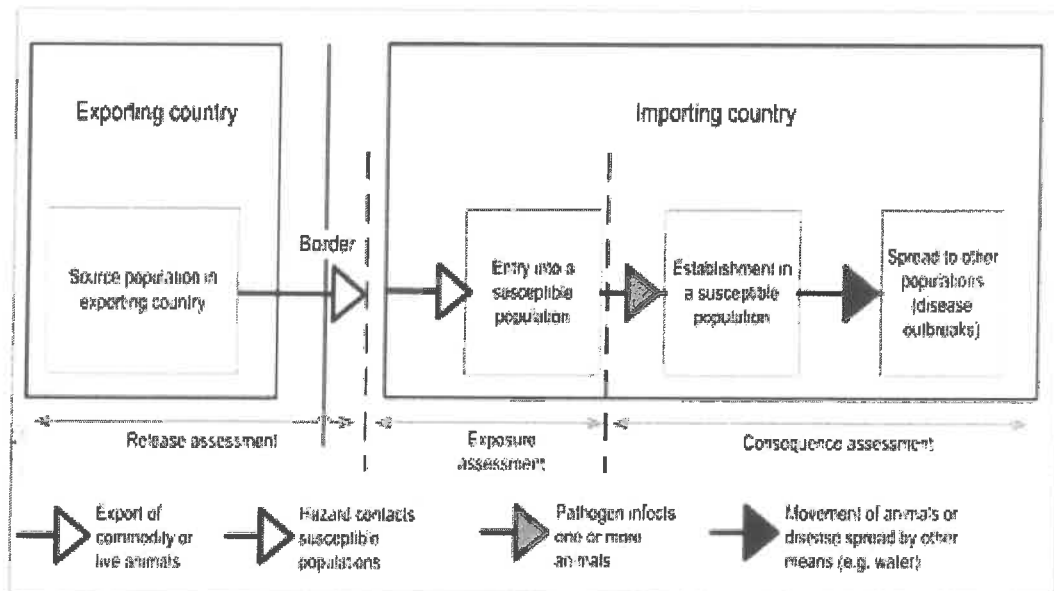 Exporting country
Importing country
Border
Source population in
exporting country
Entry into a
susceptible
population
Establishment in
a susceptible
population
Spread to other
populations
(disease
outbreaks)
Release assessment
Exposure
assessment
Consequence assessment
Export of
commodity or
live animals
Hazard contacts
susceptible
populations
Pathogen infects
one or more
animals
Movement of animals or
disease spread by other
means (e.g. water)